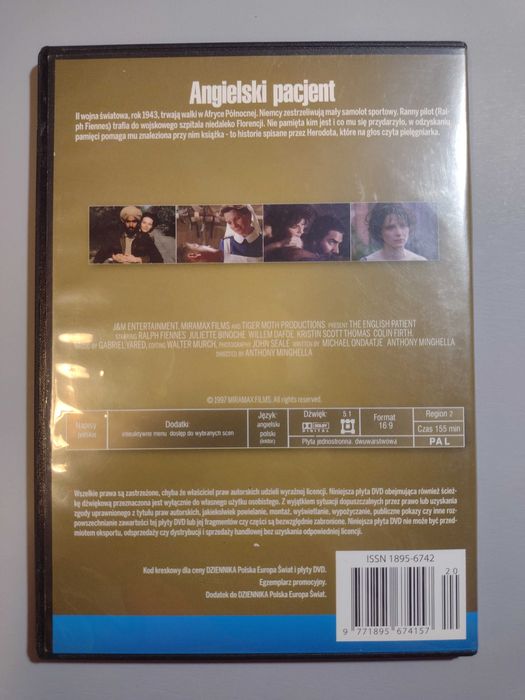 Angielski pacjent
II wojna światowa, rok 1943, trwają walki w Afryce Północnej. Niemcy zestrzeliwują mały samolot sportowy. Ranny pilot (Ral-
ph Fiennes) trafia do wojskowego szpitala niedaleko Florencji. Nie pamięta kim jest i co mu się przydarzyło, w odzyskaniu
pamięci pomaga mu znaleziona przy nim książka - to historie spisane przez Herodota, które na głos czyta pielęgniarka.
J&M ENTERTAINMENT, MIRAMAX FILMS AND TIGER MOTH PRODUCTIONS PRESENT THE ENGLISH PATIENT
STARRING RALPH FIENNES JULIETTE BINOCHE WILLEM DAFOE KRISTIN SCOTT THOMAS COLIN FIRTH
MUSIC BY GABRIEL YARED, EDITING WALTER MURCH, PHOTOGRAPHY JOHN SEALE WRITTEN BY MICHAEL ONDAATJE ANTHONY MINGHELLA
DIRECTED BY ANTHONY MINGHELLA
©1997 MIRAMAX FILMS. All rights reserved.
Napisy
polskie
Dodatki:
interaktywne menu dostęp do wybranych scen
Język:
angielski
polski
(lektor)
Dźwięk: 5.1
DOLBY
DIGITAL
Format
16:9
Płyta jednostronna dwuwarstwowa
Region 2
Czas 155 min
PAL
Wszelkie prawa są zastrzeżone, chyba że właściciel praw autorskich udzieli wyraźnej licencji. Niniejsza płyta DVD obejmująca również ścież-
kę dźwiękową przeznaczona jest wyłącznie do własnego użytku osobistego. Z wyjątkiem sytuacji dopuszczalnych przez prawo lub uzyskania
zgody uprawnionego z tytułu praw autorskich, jakiekolwiek powielanie, montaż, wyświetlanie, wypożyczanie, publiczne pokazy czy inne roz-
powszechnianie zawartości tej płyty DVD lub jej fragmentów czy części są bezwzględnie zabronione. Niniejsza płyta DVD nie może być przed-
miotem eksportu, odsprzedaży czy dystrybucji i sprzedaży handlowej bez uzyskania odpowiedniej licencji.
Kod kreskowy dla ceny DZIENNIKA Polska Europa Świat i płyty DVD.
Egzemplarz promocyjny.
Dodatek do DZIENNIKA Polska Europa Świat.
ISSN 1895-6742
20
9 771895 674157